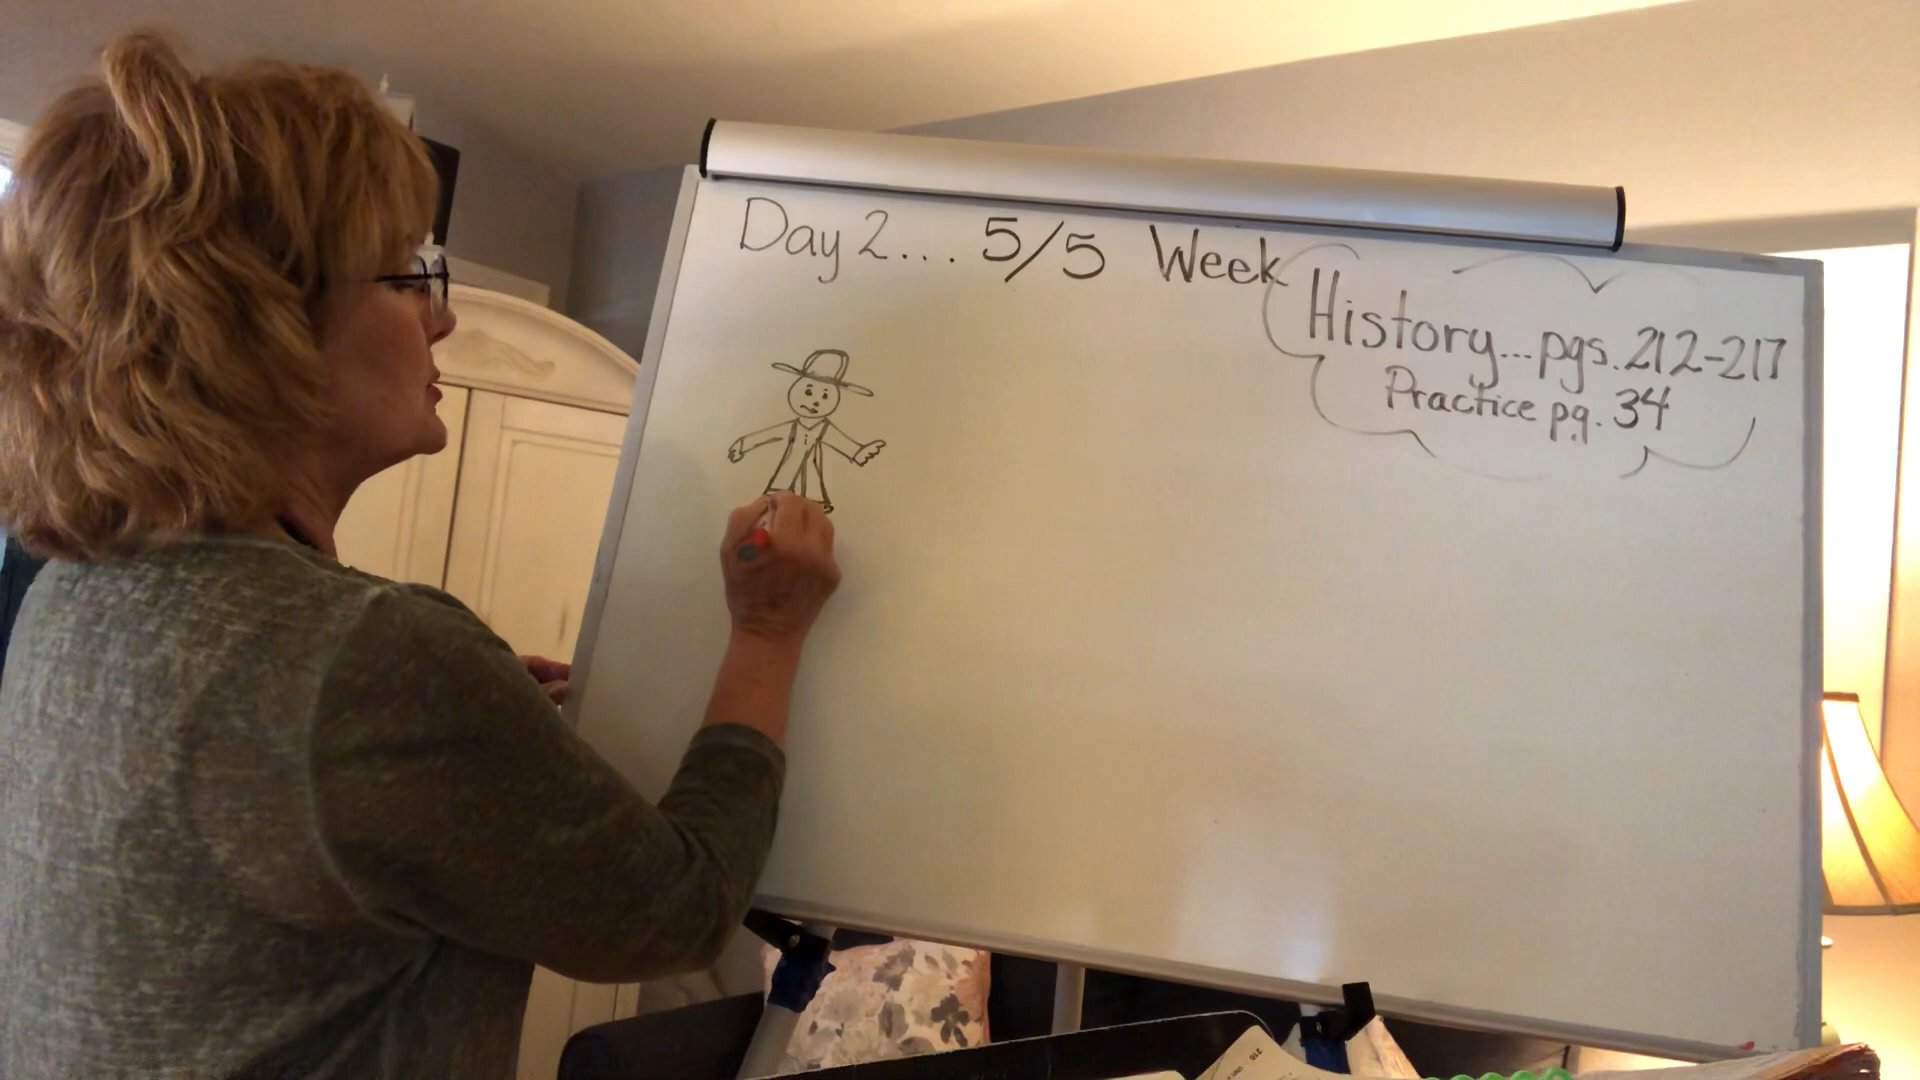 Day 2... 5/5 Week
History...pgs. 212-217
Practice pg. 34